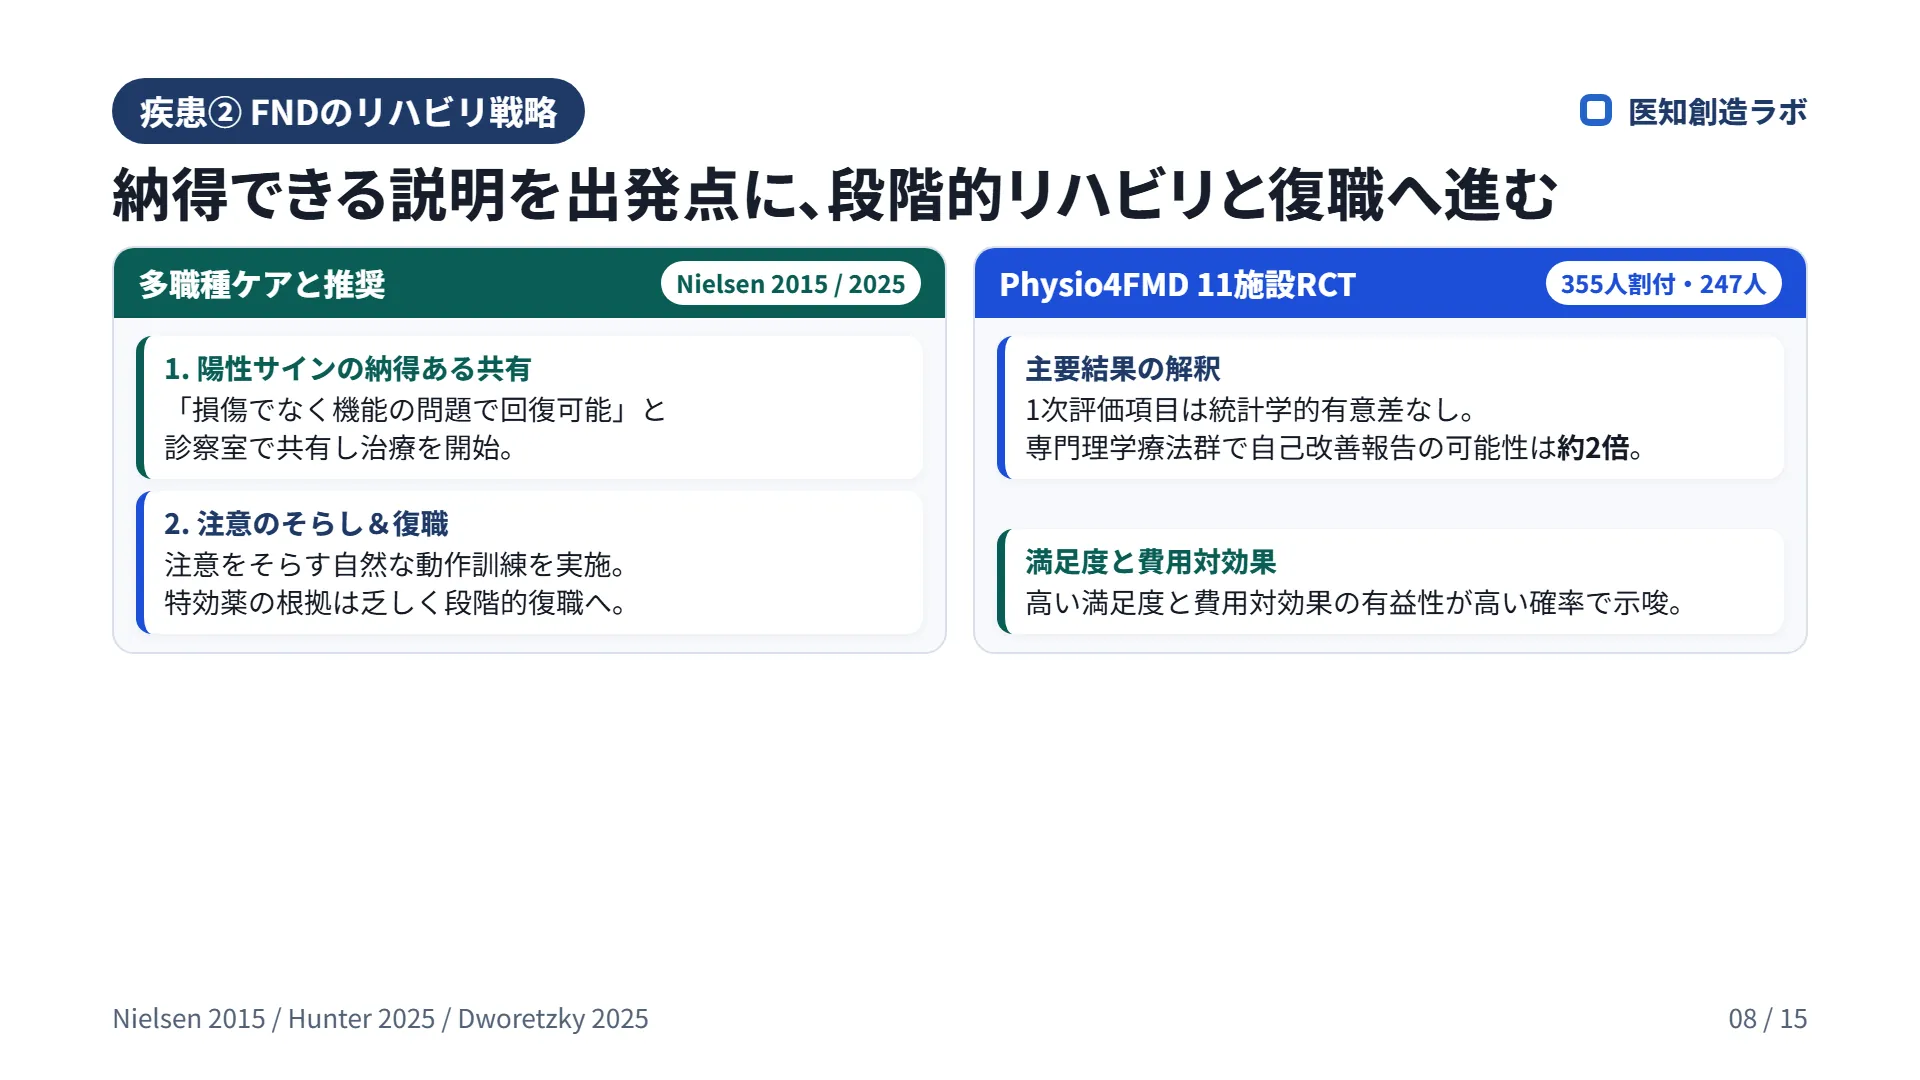 疾患② FNDのリハビリ戦略
医知創造ラボ
納得できる説明を出発点に、段階的リハビリと復職へ進む
多職種ケアと推奨
Nielsen 2015 / 2025
1. 陽性サインの納得ある共有
「損傷でなく機能の問題で回復可能」と
診察室で共有し治療を開始。
2. 注意のそらし＆復職
注意をそらす自然な動作訓練を実施。
特効薬の根拠は乏しく段階的復職へ。
Physio4FMD 11施設RCT
355人割付・247人
主要結果の解釈
1次評価項目は統計学的有意差なし。
専門理学療法群で自己改善報告の可能性は約2倍。
満足度と費用対効果
高い満足度と費用対効果の有益性が高い確率で示唆。
Nielsen 2015 / Hunter 2025 / Dworetzky 2025
08 / 15